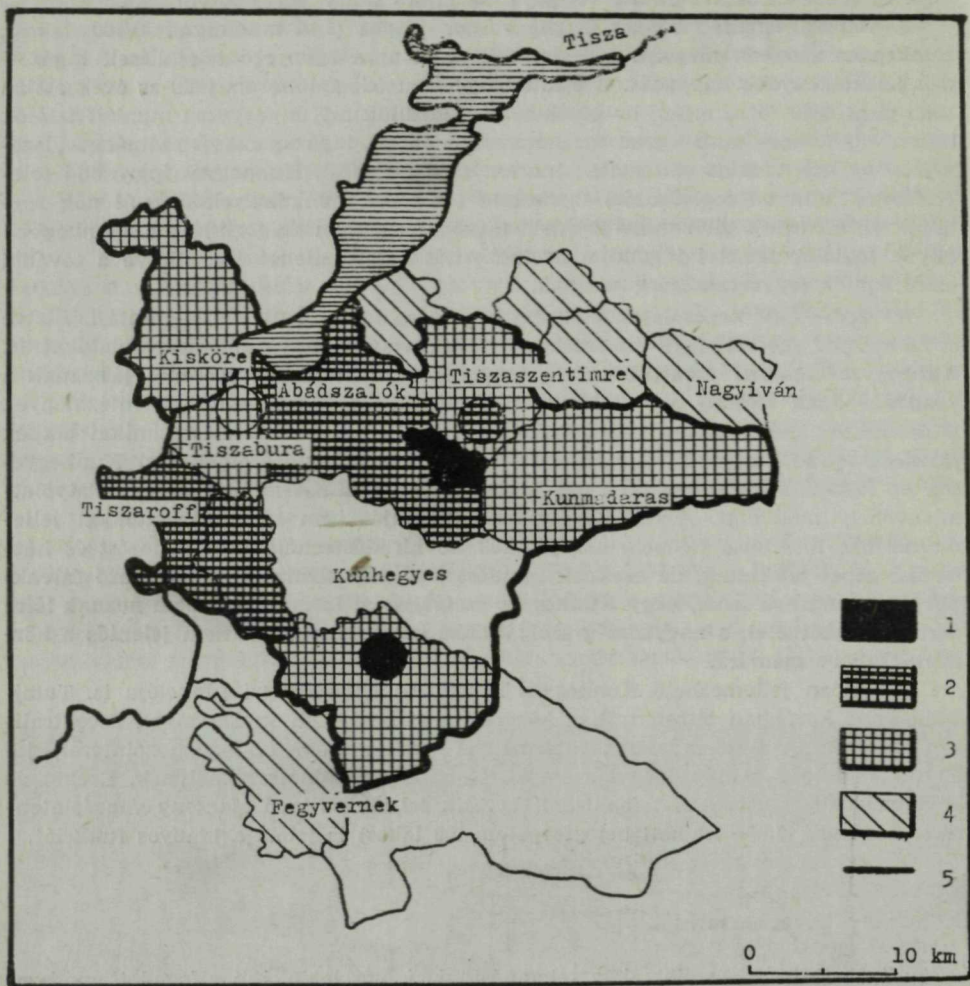 Tisza
Kisköre
Abádszalók
Tiszaszentimre
Nagyiván
Tiszabura
Kunmadaras
Tiszaroff
Kunhegyes
1
2
3
4
Fegyvernek
5
0 10 km